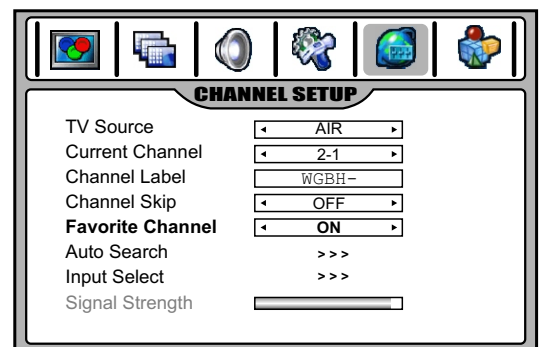 CHANNEL SETUP
TV Source AIR
Current Channel 2-1
Channel Label WGBH-
Channel Skip OFF
Favorite Channel ON
Auto Search >>>
Input Select >>>
Signal Strength